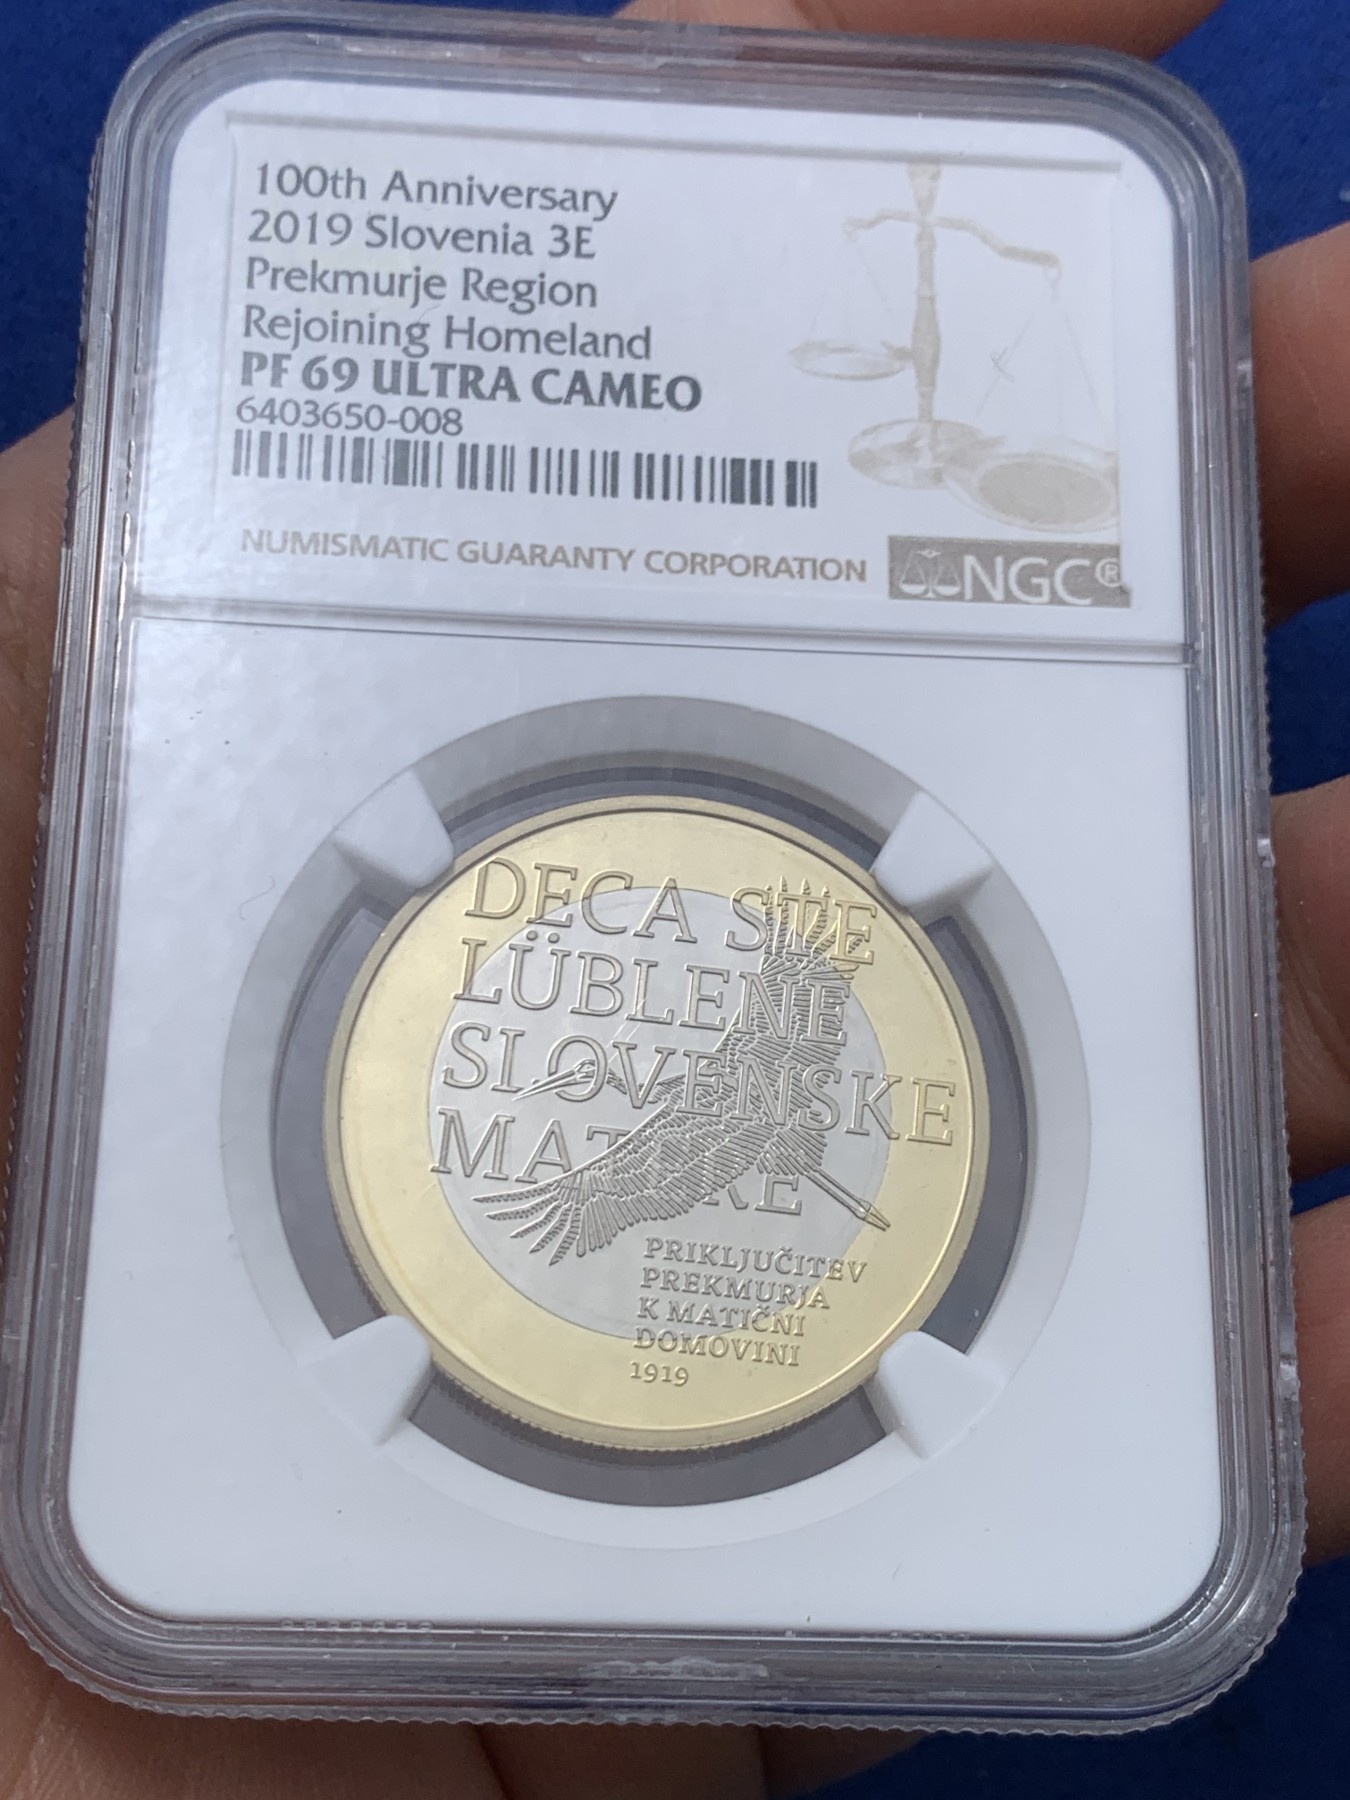 100th Anniversary
2019 Slovenia 3E
Prekmurje Region
Rejoining Homeland
PF 69 ULTRA CAMEO
6403650-008
NUMISMATIC GUARANTY CORPORATION
NGC®
DECA STE
LÜBLENE
SLOVENSKE
PRIKLJUČITEV
PREKMURJA
K MATIČNI
DOMOVINI
1919